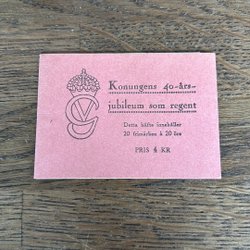 Konungens 40-års-
jubileum som regent
Detta häfte innehåller
20 frimärken à 20 öre
PRIS 4 KR